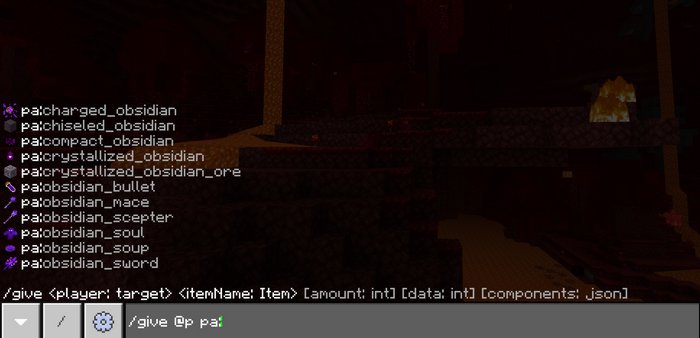 pa:charged_obsidian
pa:chiseled_obsidian
pa:compact_obsidian
pa:crystallized_obsidian
pa:crystallized_obsidian_ore
pa:obsidian_bullet
pa:obsidian_mace
pa:obsidian_scepter
pa:obsidian_soul
pa:obsidian_soup
pa:obsidian_sword
/give <player: target> <itemName: Item> [amount: int] [data: int] [components: json]
/ /give @p pa: